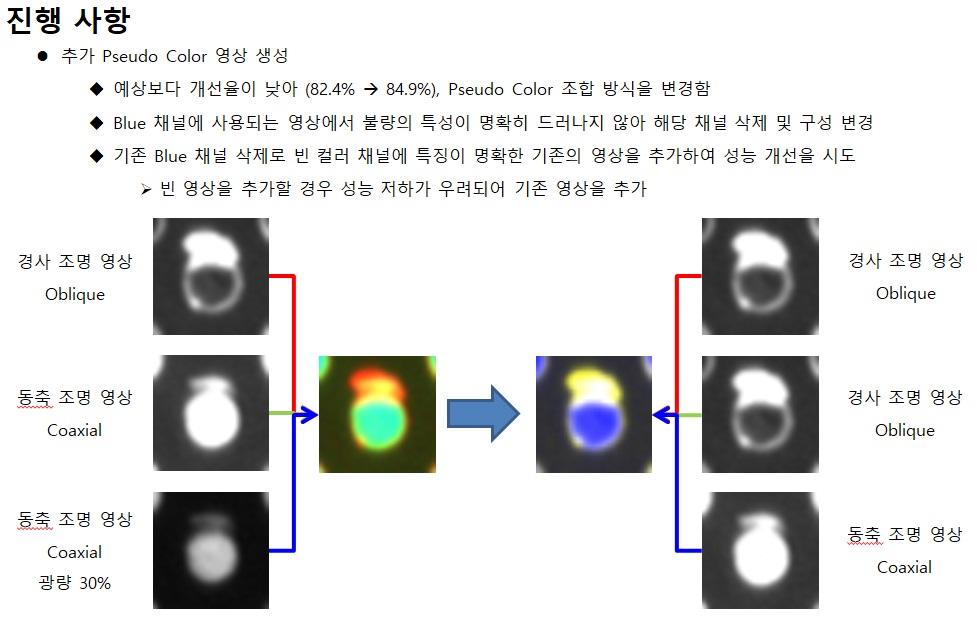 진행 사항
● 추가 Pseudo Color 영상 생성
◆ 예상보다 개선율이 낮아 (82.4% → 84.9%), Pseudo Color 조합 방식을 변경함
◆ Blue 채널에 사용되는 영상에서 불량의 특성이 명확히 드러나지 않아 해당 채널 삭제 및 구성 변경
◆ 기존 Blue 채널 삭제로 빈 컬러 채널에 특징이 명확한 기존의 영상을 추가하여 성능 개선을 시도
➢ 빈 영상을 추가할 경우 성능 저하가 우려되어 기존 영상을 추가
경사 조명 영상
Oblique
동축 조명 영상
Coaxial
동축 조명 영상
Coaxial
광량 30%
경사 조명 영상
Oblique
경사 조명 영상
Oblique
동축 조명 영상
Coaxial